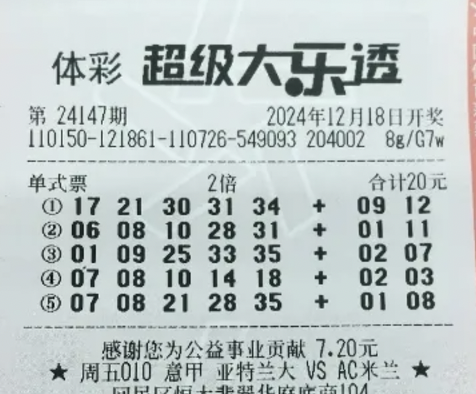 体彩 超级大乐透
第 24147期 2024年12月18日开奖
110150-121861-110726-549093 204002 8g/G7w
单式票 2倍 合计20元
① 17 21 30 31 34 + 09 12
② 06 08 10 28 31 + 01 11
③ 01 09 25 33 35 + 02 07
④ 07 08 10 14 18 + 02 03
⑤ 07 08 21 28 35 + 01 08
感谢您为公益事业贡献 7.20元
★ 周五010 意甲 亚特兰大 VS AC米兰 ★